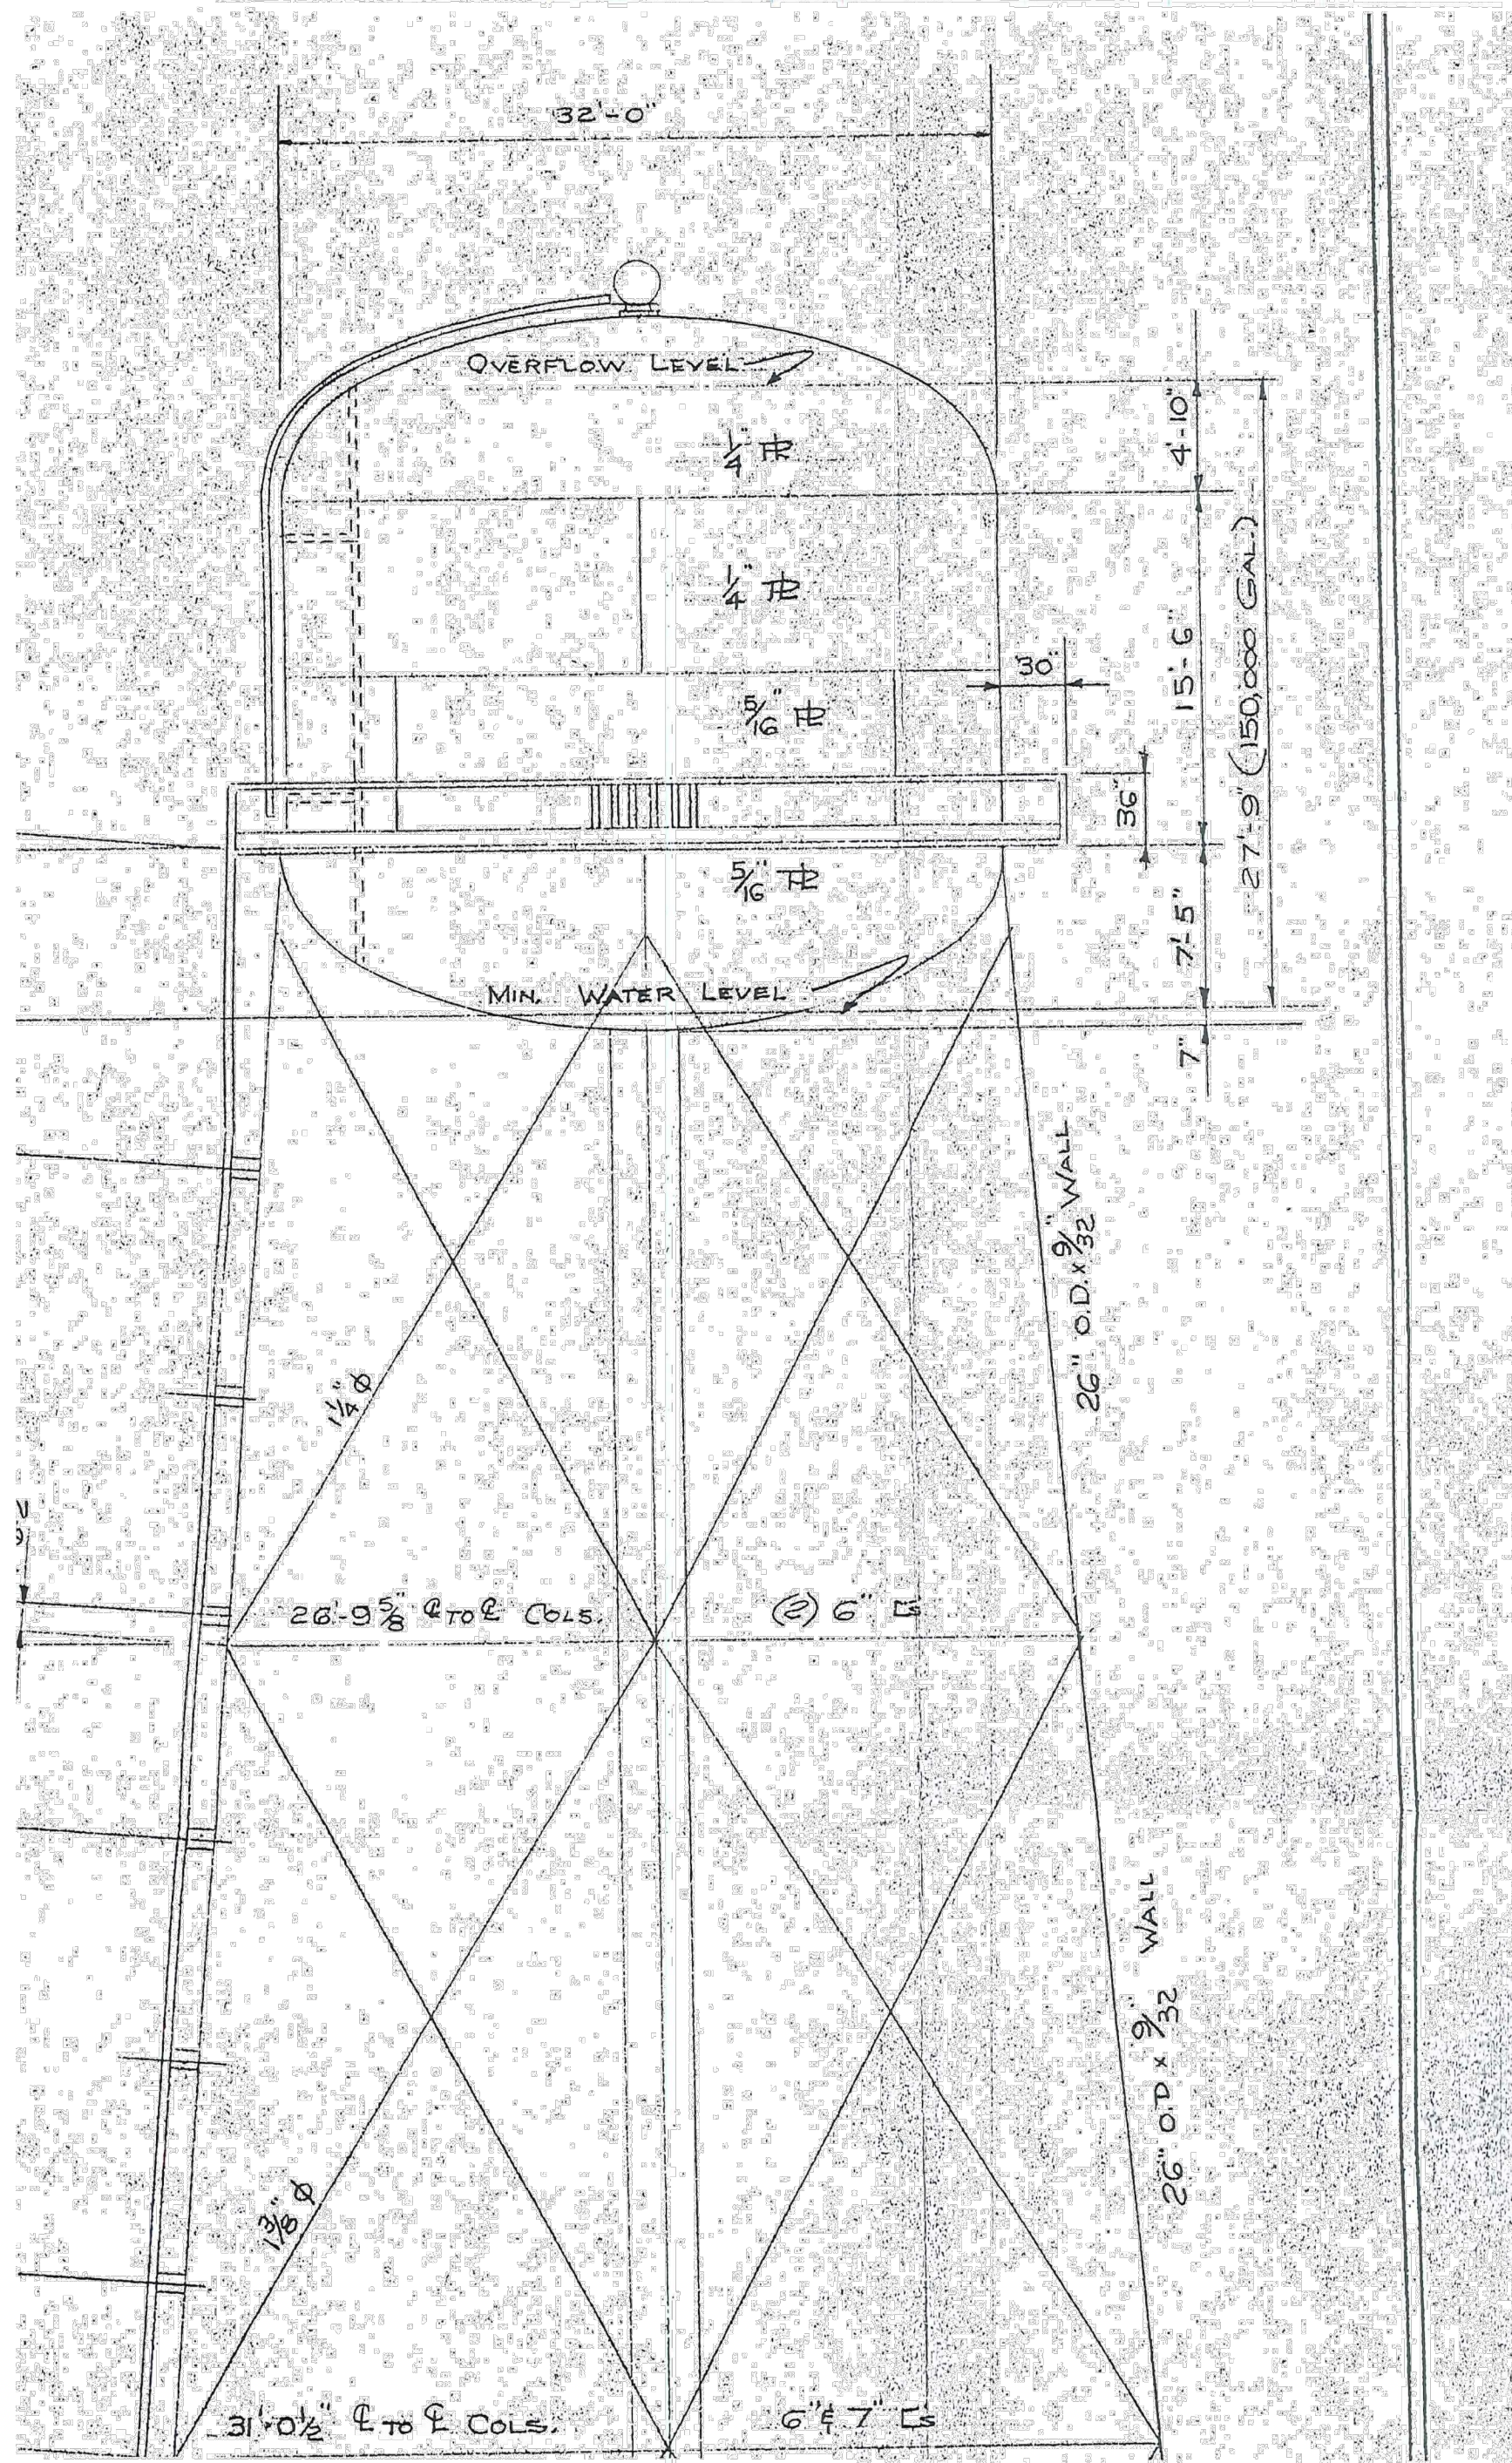 32'-0"
OVERFLOW LEVEL
4'-10"
1/4" PL
1/4" PL
15'-6"
27'-9" (150,000 GAL.)
30"
5/16" PL
36"
5/16" PL
7'-5"
MIN. WATER LEVEL
7"
26" O.D. x 9/32" WALL
1 1/4" Ø
26'-9 5/8" ℄ TO ℄ COLS.
(2) 6" [s
26" O.D x 9/32" WALL
1 3/8" Ø
31'-0 1/2" ℄ TO ℄ COLS.
6" & 7" [s